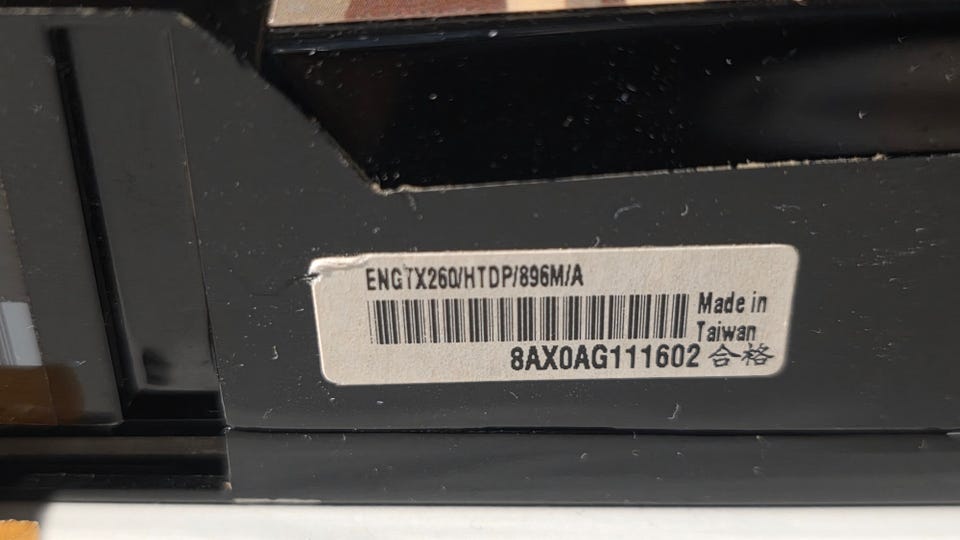 ENGTX260/HTDP/896M/A
Made in
Taiwan
8AX0AG111602 合格